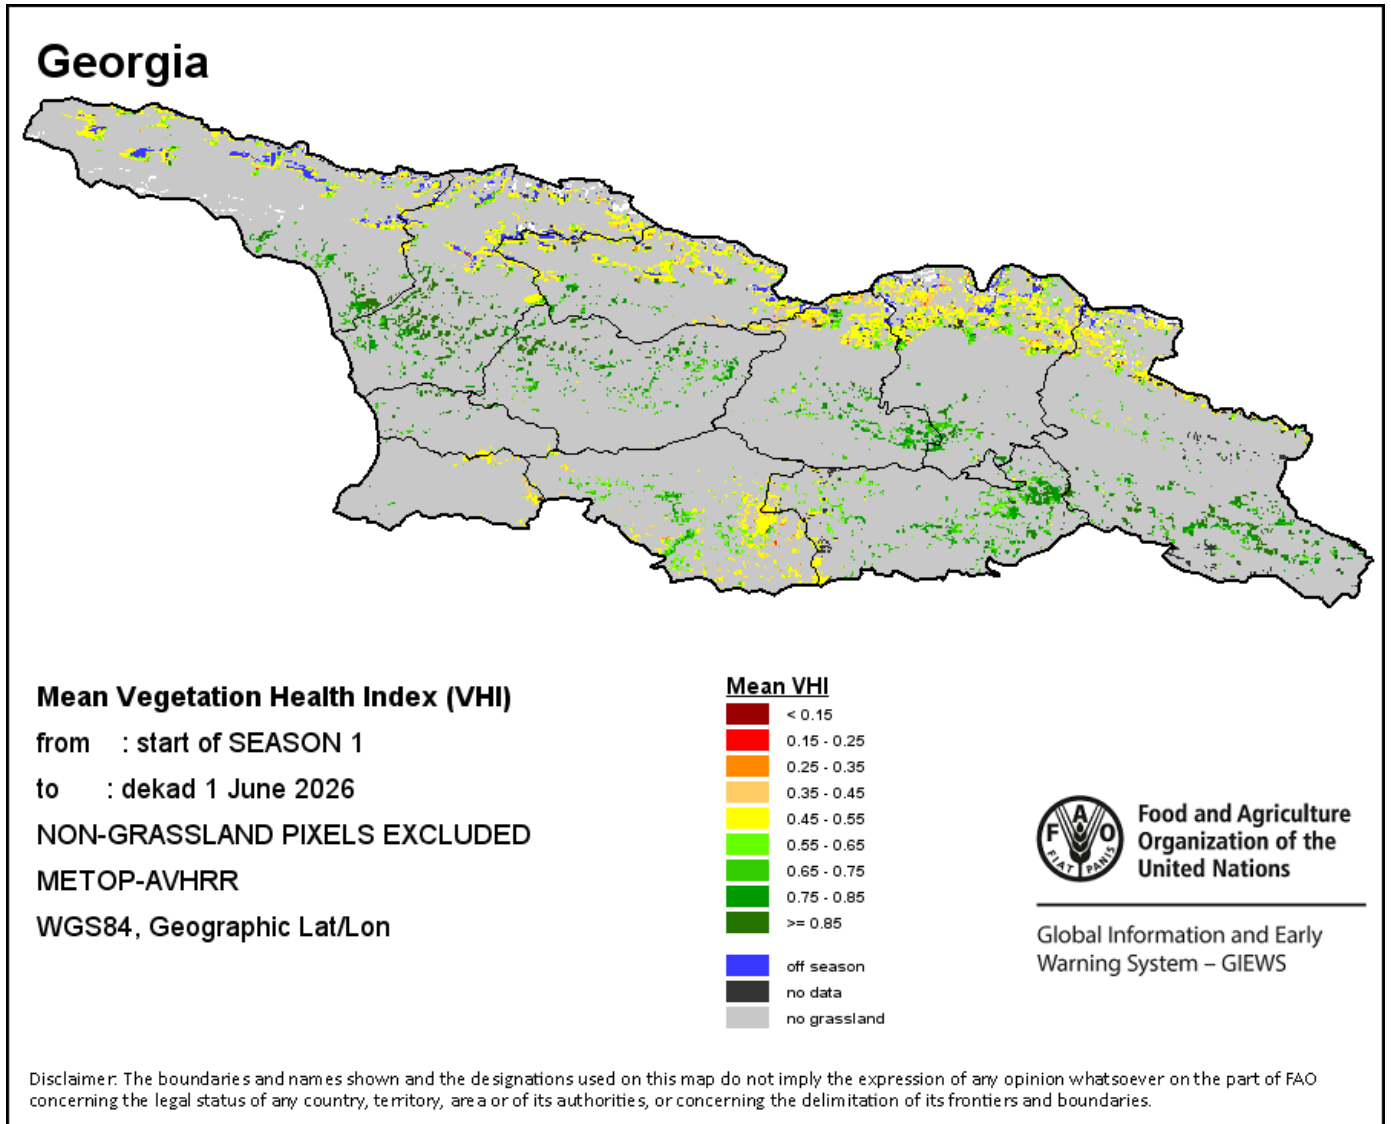 Georgia
Mean Vegetation Health Index (VHI)
from : start of SEASON 1
to : dekad 1 June 2026
NON-GRASSLAND PIXELS EXCLUDED
METOP-AVHRR
WGS84, Geographic Lat/Lon
Mean VHI
< 0.15
0.15 - 0.25
0.25 - 0.35
0.35 - 0.45
0.45 - 0.55
0.55 - 0.65
0.65 - 0.75
0.75 - 0.85
>= 0.85
off season
no data
no grassland
F A O
FIAT PANIS
Food and Agriculture
Organization of the
United Nations
Global Information and Early
Warning System – GIEWS
Disclaimer: The boundaries and names shown and the designations used on this map do not imply the expression of any opinion whatsoever on the part of FAO
concerning the legal status of any country, territory, area or of its authorities, or concerning the delimitation of its frontiers and boundaries.